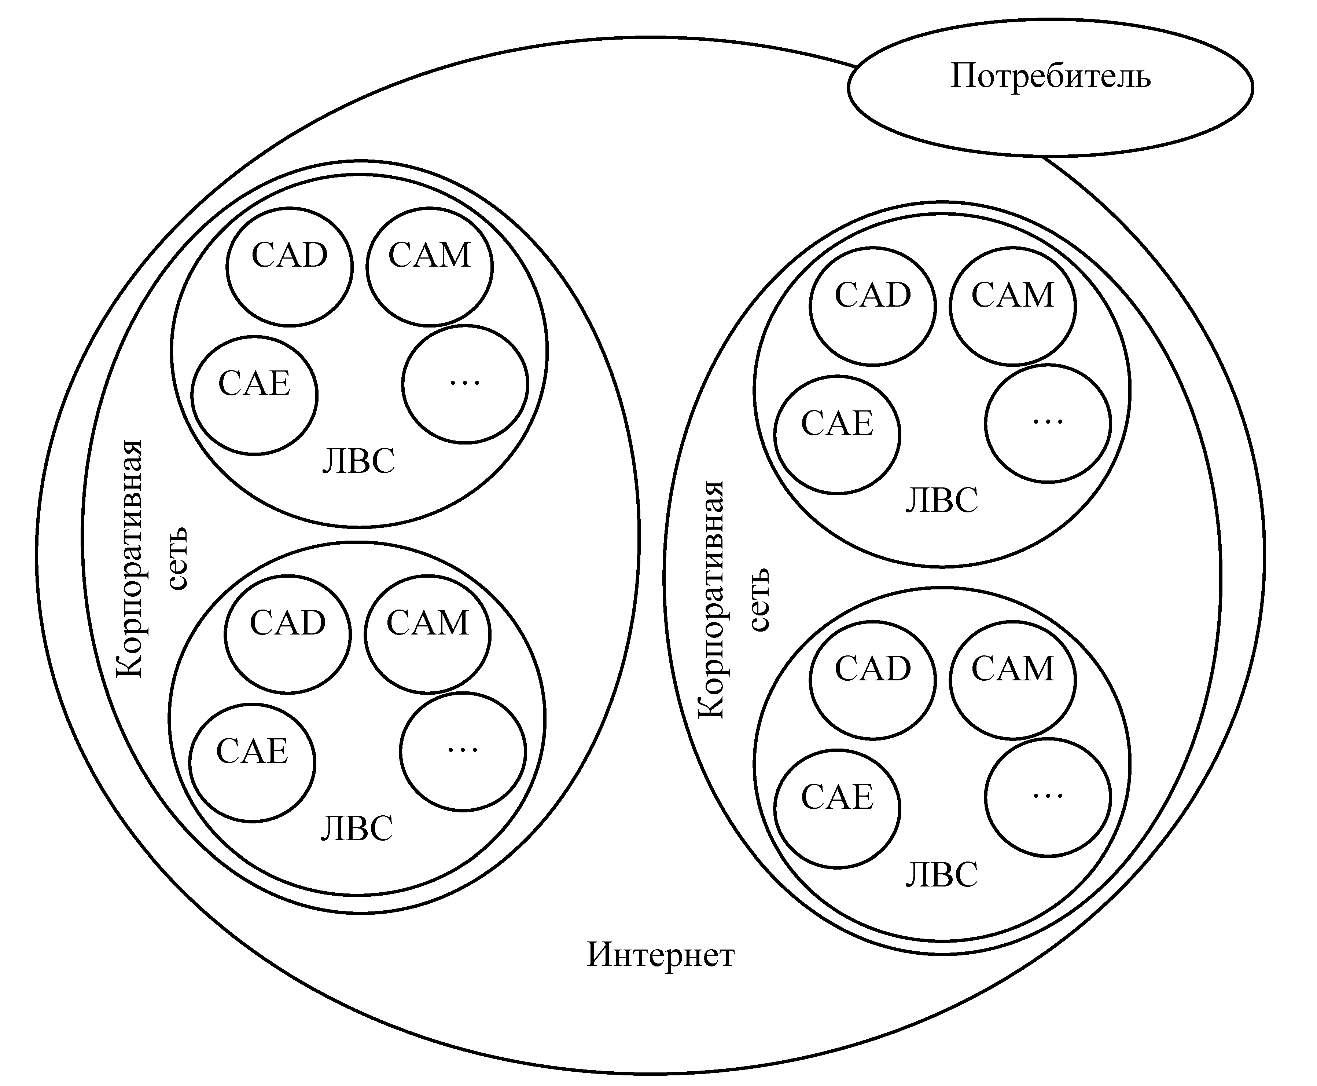 Потребитель
CAD
CAM
CAE
...
ЛВС
CAD
CAM
CAE
...
ЛВС
Корпоративная
сеть
CAD
CAM
CAE
...
ЛВС
CAD
CAM
CAE
...
ЛВС
Корпоративная
сеть
Интернет